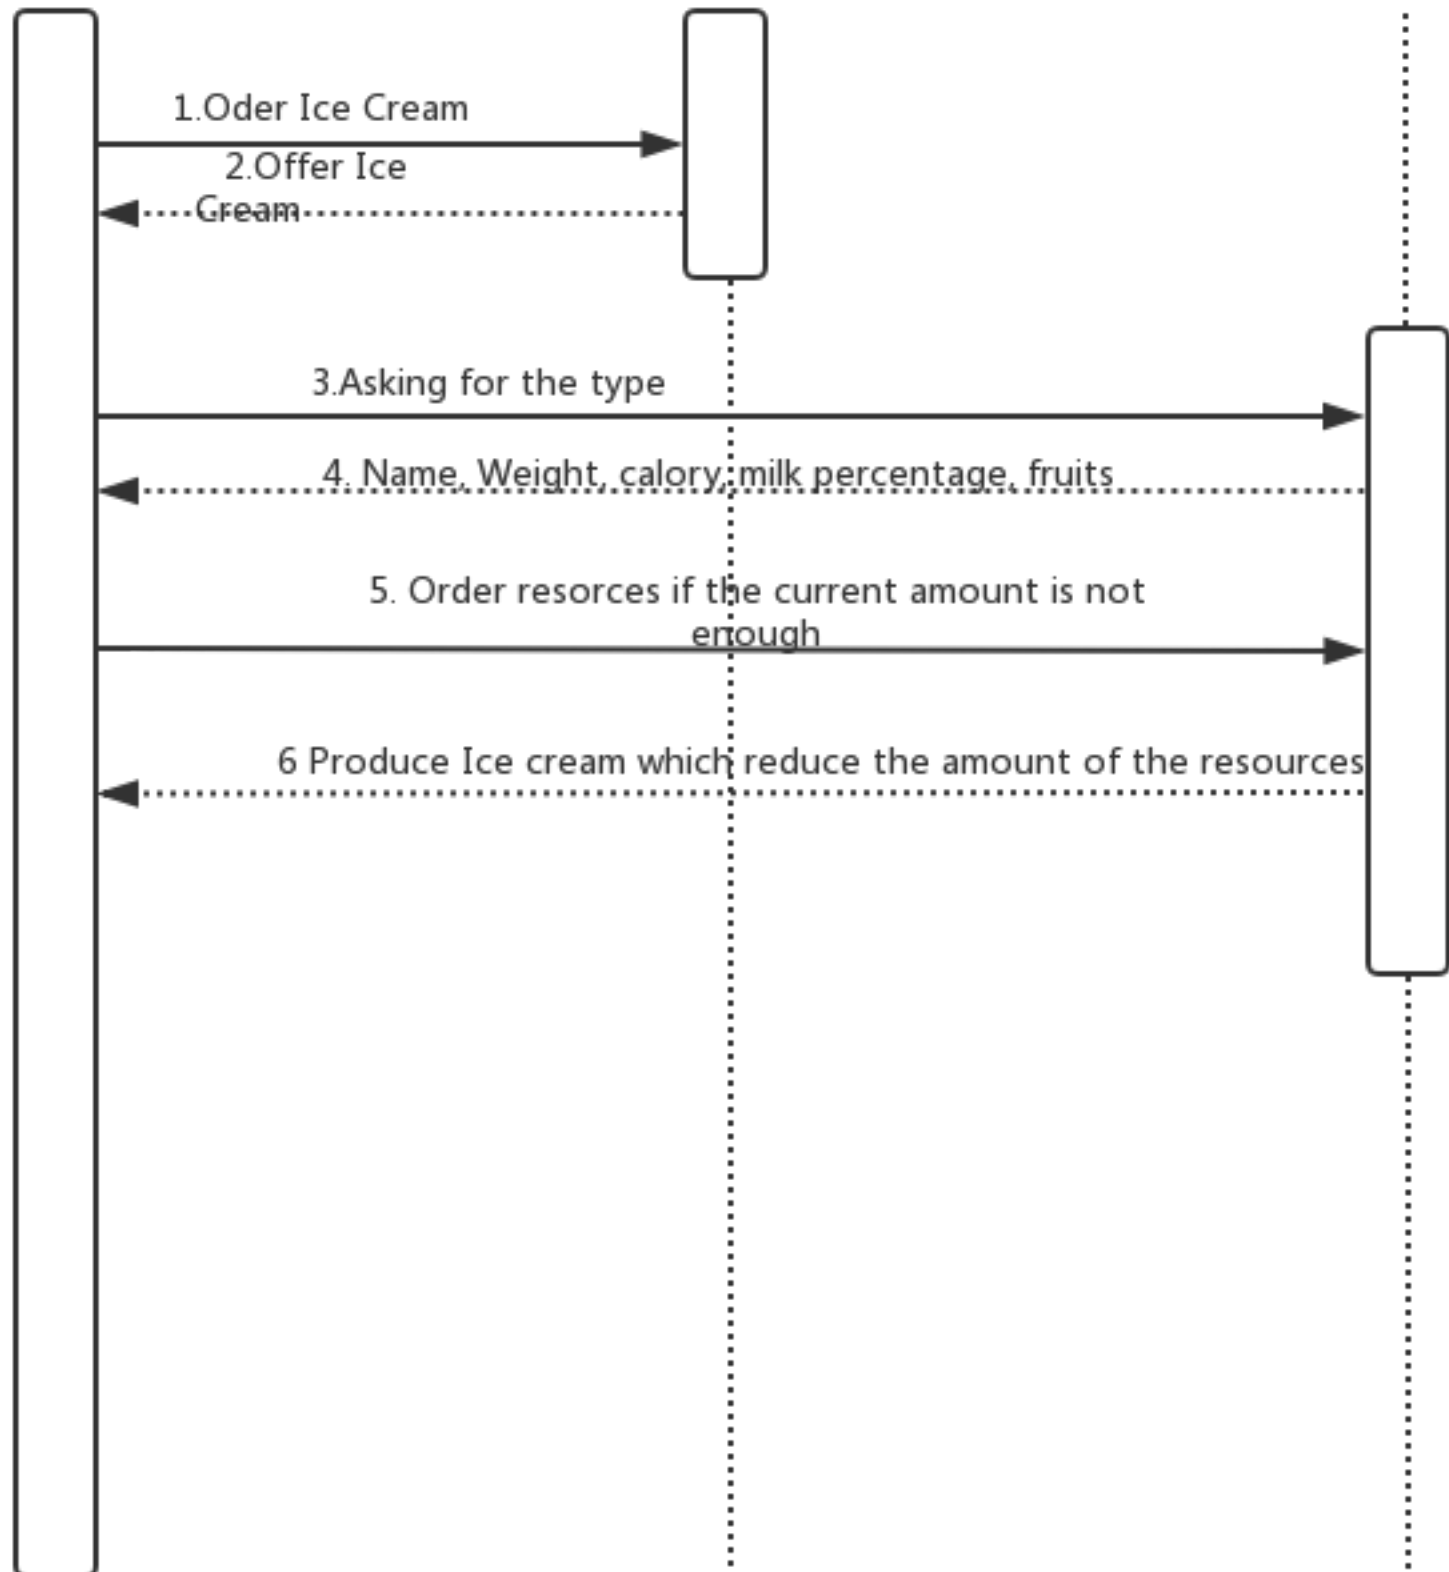 1.Oder Ice Cream
2.Offer Ice
Cream
3.Asking for the type
4. Name, Weight, calory, milk percentage, fruits
5. Order resorces if the current amount is not
enough
6 Produce Ice cream which reduce the amount of the resources